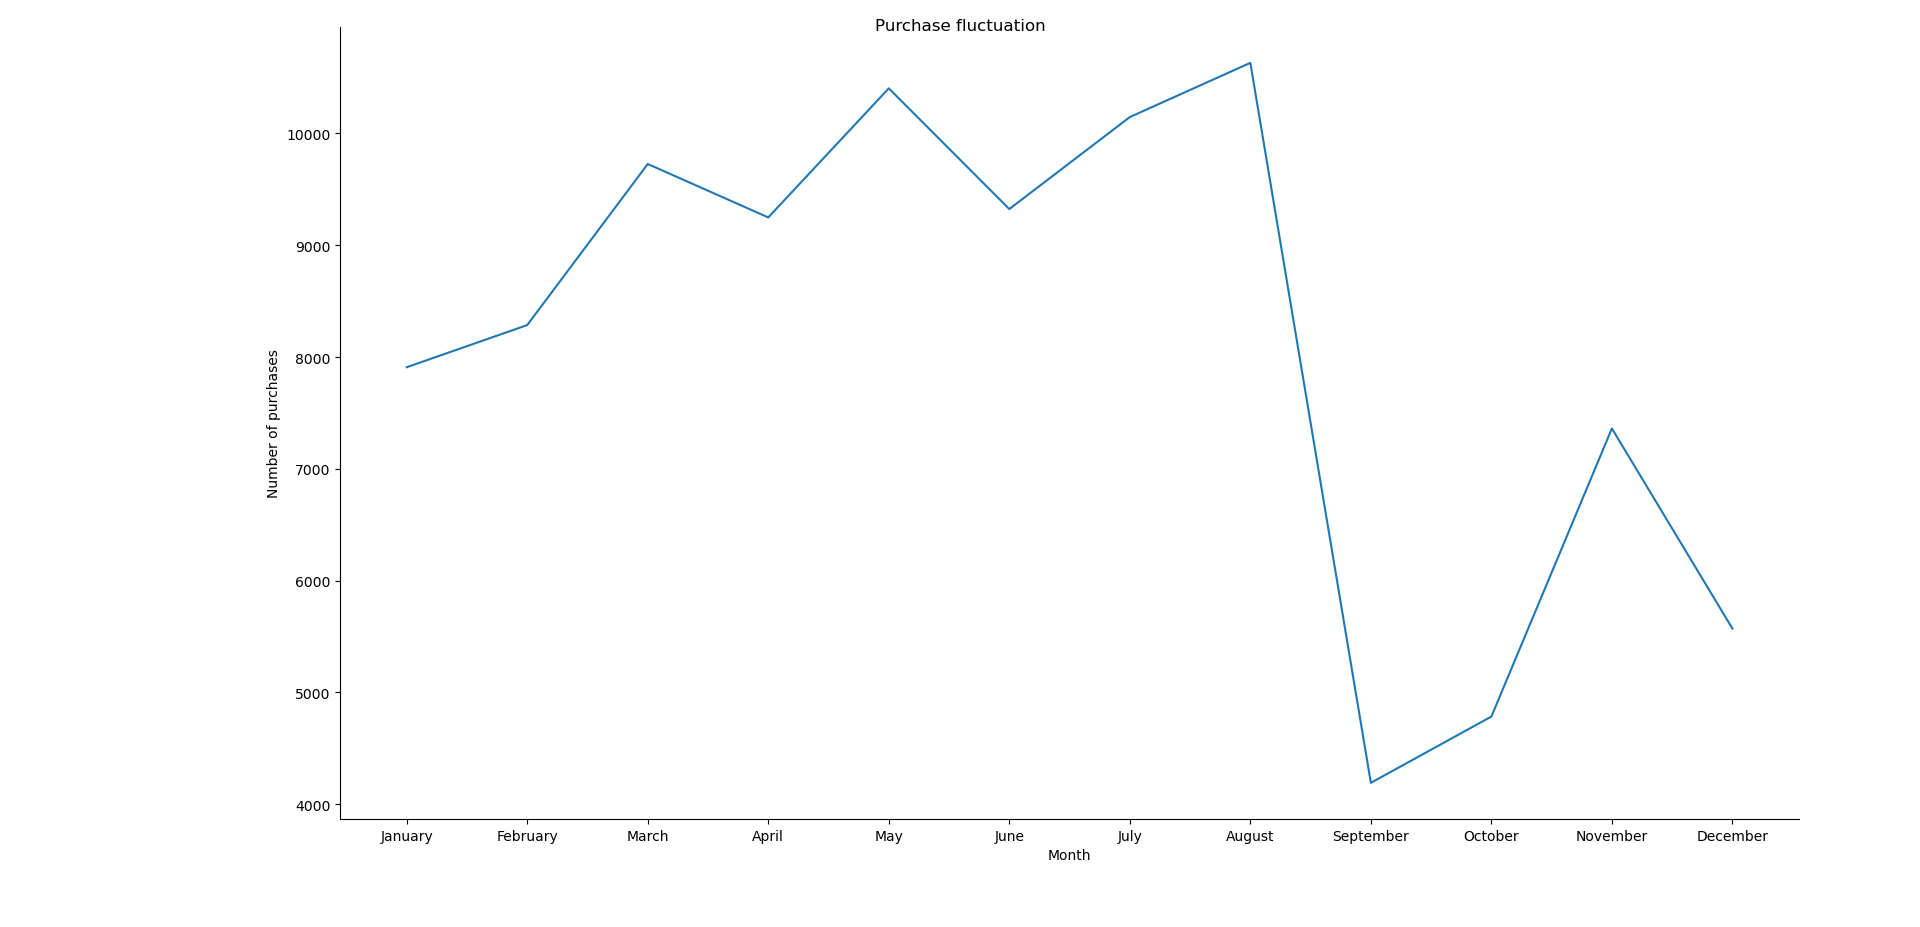 Purchase fluctuation
Number of purchases
10000
9000
8000
7000
6000
5000
4000
January February March April May June July August September October November December
Month